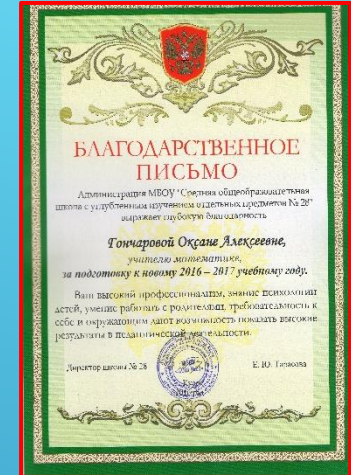 БЛАГОДАРСТВЕННОЕ
ПИСЬМО
Администрация МБОУ "Средняя общеобразовательная
школа с углубленным изучением отдельных предметов № 28"
выражает глубокую благодарность
Гончаровой Оксане Алексеевне,
учителю математики,
за подготовку к новому 2016 – 2017 учебному году.
Ваш высокий профессионализм, знание психологии
детей, умение работать с родителями, требовательность к
себе и окружающим дают возможность показать высокие
результаты в педагогической деятельности.
Директор школы № 28 Е. Ю. Тарасова